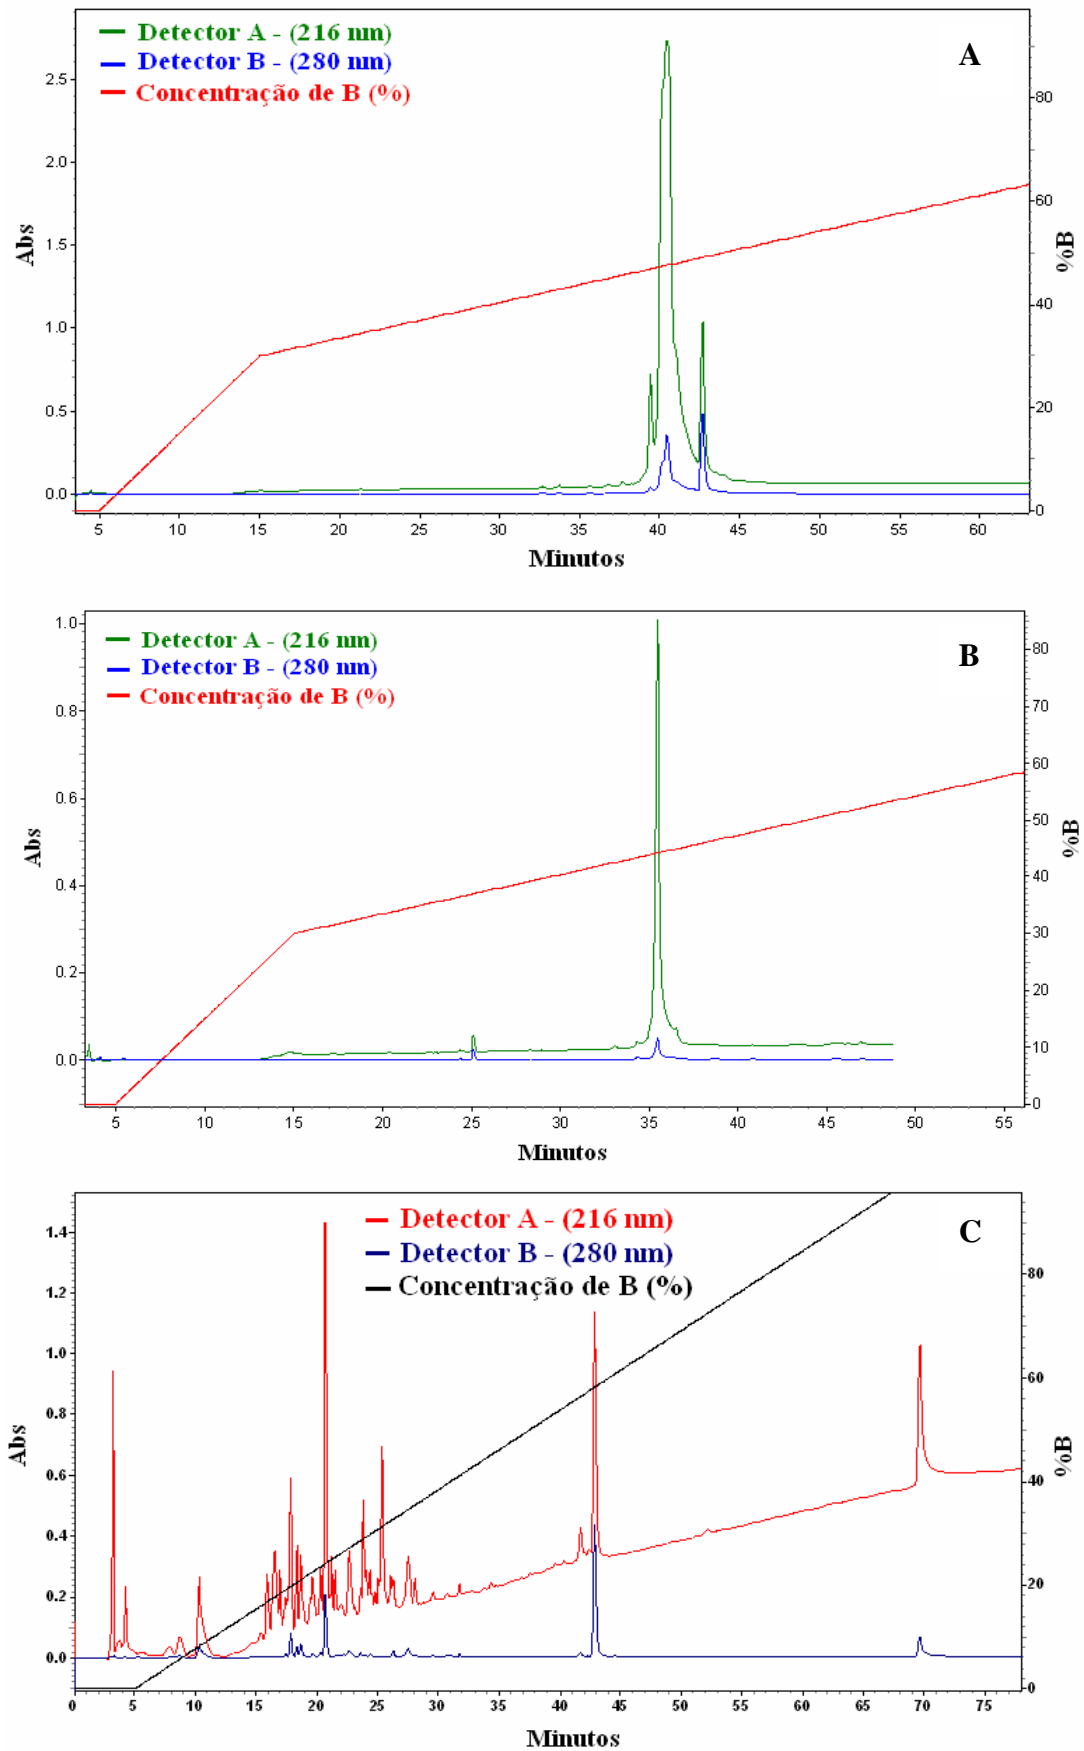 Detector A - (216 nm)
Detector B - (280 nm)
Concentração de B (%)
A
2.5
2.0
1.5
1.0
0.5
0.0
Abs
80
60
40
20
0
%B
5 10 15 20 25 30 35 40 45 50 55 60
Minutos
Detector A - (216 nm)
Detector B - (280 nm)
Concentração de B (%)
B
1.0
0.8
0.6
0.4
0.2
0.0
Abs
80
70
60
50
40
30
20
10
0
%B
5 10 15 20 25 30 35 40 45 50 55
Minutos
Detector A - (216 nm)
Detector B - (280 nm)
Concentração de B (%)
C
1.4
1.2
1.0
0.8
0.6
0.4
0.2
0.0
Abs
80
60
40
20
0
%B
0 5 10 15 20 25 30 35 40 45 50 55 60 65 70 75
Minutos